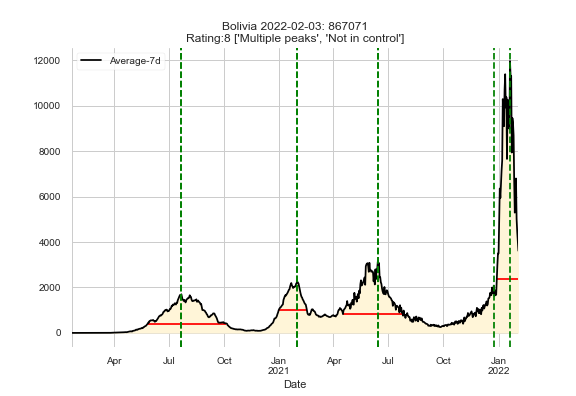 Bolivia 2022-02-03: 867071
Rating:8 ['Multiple peaks', 'Not in control']
Average-7d
12000
10000
8000
6000
4000
2000
0
Apr Jul Oct Jan Apr Jul Oct Jan
2021 2022
Date